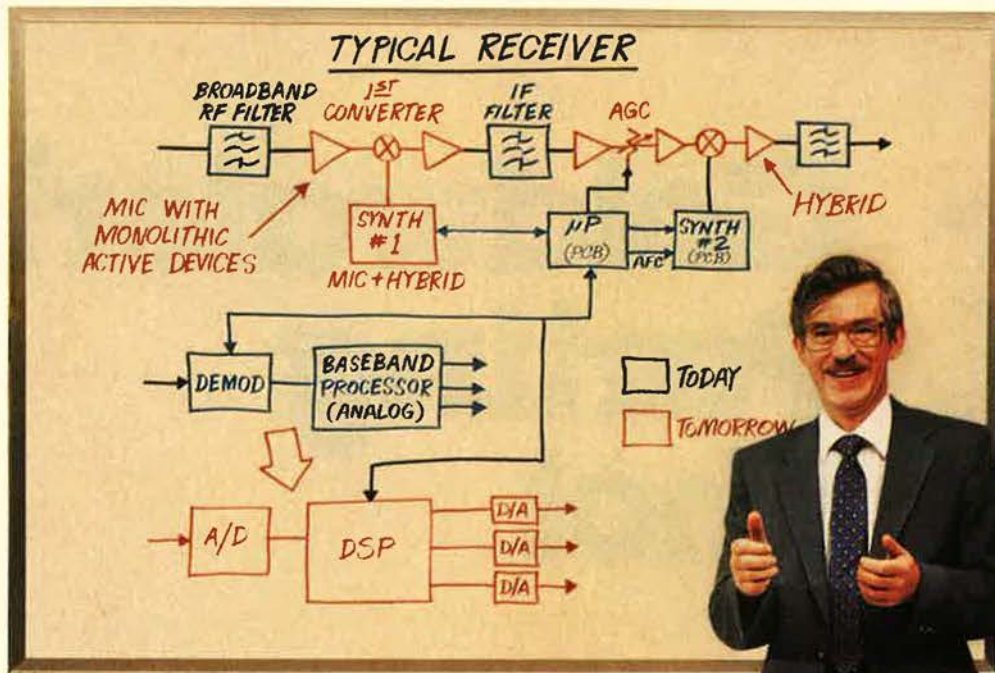 TYPICAL RECEIVER
BROADBAND
RF FILTER
1ST
CONVERTER
IF
FILTER
AGC
MIC WITH
MONOLITHIC
ACTIVE DEVICES
SYNTH
#1
MIC + HYBRID
µP
(PCB)
AFC
SYNTH
#2
(PCB)
HYBRID
DEMOD
BASEBAND
PROCESSOR
(ANALOG)
TODAY
TOMORROW
A/D
DSP
D/A
D/A
D/A